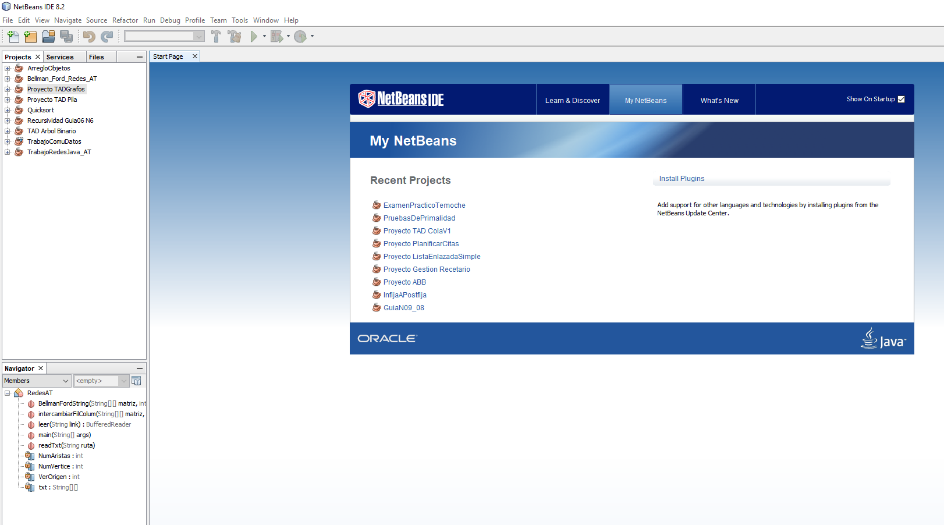 NetBeans IDE 8.2
File Edit View Navigate Source Refactor Run Debug Profile Team Tools Window Help
Projects Services Files
ArregloObjetos
Bellman_Ford_Redes_AT
Proyecto TADGrafos
Proyecto TAD Pila
Quicksort
Recursividad Guia06 N6
TAD Arbol Binario
TrabajoComuDatos
TrabajoRedesJava_AT
Navigator
Members <empty>
RedesAT
BellmanFordString(String[][] matriz, int
intercambiarFilColum(String[][] matriz,
leer(String link) : BufferedReader
main(String[] args)
readTxt(String ruta)
NumAristas : int
NumVertice : int
VerOrigen : int
txt : String[][]
Start Page
NetBeans IDE
Learn & Discover My NetBeans What's New Show On Startup
My NetBeans
Recent Projects
ExamenPracticoTemoche
PruebasDePrimalidad
Proyecto TAD ColaV1
Proyecto PlanificarCitas
Proyecto ListaEnlazadaSimple
Proyecto Gestion Recetario
Proyecto ABB
InfijaAPostfija
GuiaN09_08
Install Plugins
Add support for other languages and technologies by installing plugins from the
NetBeans Update Center.
ORACLE
Java